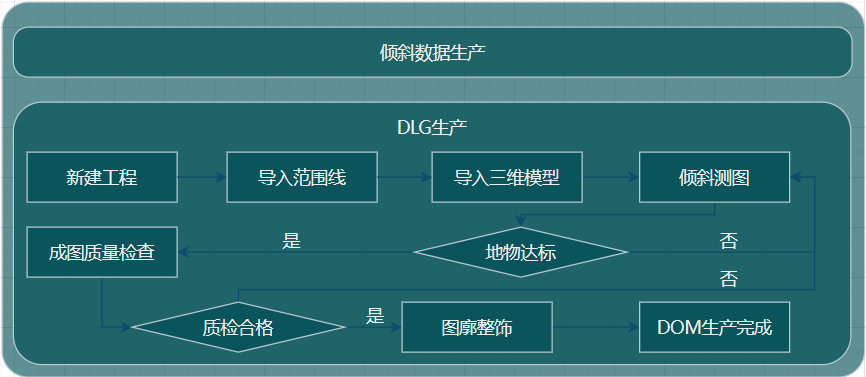 倾斜数据生产
DLG生产
新建工程
导入范围线
导入三维模型
倾斜测图
成图质量检查
是
地物达标
否
否
质检合格
是
图廓整饰
DOM生产完成